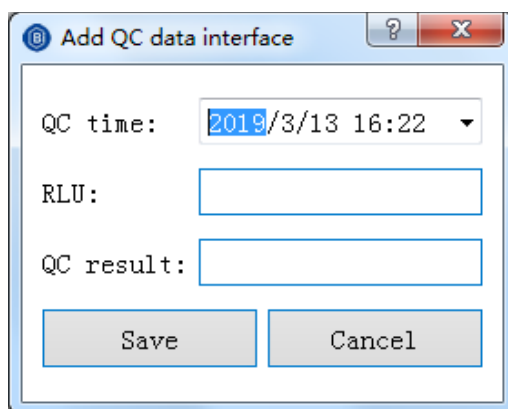 B Add QC data interface ? X
QC time: 2019/3/13 16:22
RLU:
QC result:
Save Cancel